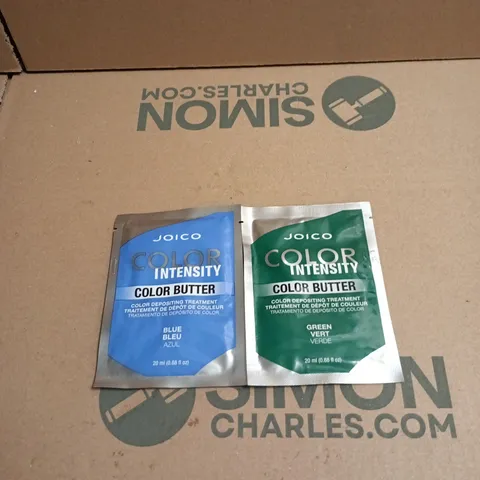 SIMON
CHARLES.COM
JOICO
COLOR
INTENSITY
COLOR BUTTER
COLOR DEPOSITING TREATMENT
TRAITEMENT DE DÉPÔT DE COULEUR
TRATAMIENTO DE DEPÓSITO DE COLOR
BLUE
BLEU
AZUL
20 ml (0.68 fl oz)
JOICO
COLOR
INTENSITY
COLOR BUTTER
COLOR DEPOSITING TREATMENT
TRAITEMENT DE DÉPÔT DE COULEUR
TRATAMIENTO DE DEPÓSITO DE COLOR
GREEN
VERT
VERDE
20 ml (0.68 fl oz)
SIMON
CHARLES.COM